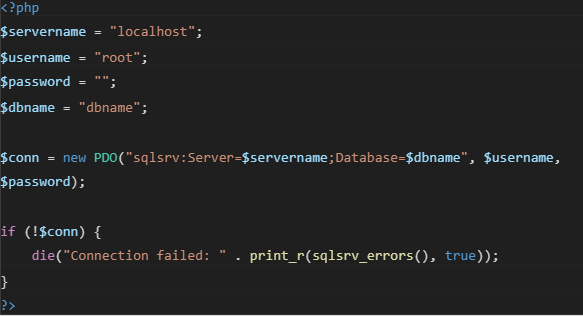 <?php
$servername = "localhost";
$username = "root";
$password = "";
$dbname = "dbname";
$conn = new PDO("sqlsrv:Server=$servername;Database=$dbname", $username,
$password);
if (!$conn) {
    die("Connection failed: " . print_r(sqlsrv_errors(), true));
}
?>